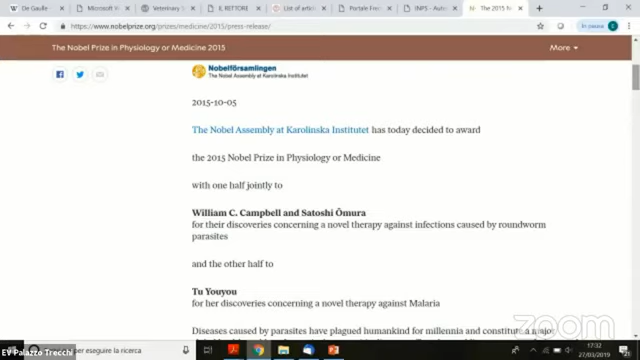 De Gaulle
Microsoft W
Veterinary
IL RETTORE
List of articl
Portale Fre
INPS - Auto
The 2015 N
https://www.nobelprize.org/prizes/medicine/2015/press-release/
In pausa
The Nobel Prize in Physiology or Medicine 2015
More
Nobelförsamlingen
The Nobel Assembly at Karolinska Institutet
2015-10-05
The Nobel Assembly at Karolinska Institutet has today decided to award
the 2015 Nobel Prize in Physiology or Medicine
with one half jointly to
William C. Campbell and Satoshi Ōmura
for their discoveries concerning a novel therapy against infections caused by roundworm
parasites
and the other half to
Tu Youyou
for her discoveries concerning a novel therapy against Malaria
Diseases caused by parasites have plagued humankind for millennia and constitute a major
zoom
EV Palazzo Trecchi
per eseguire la ricerca
17:32
27/03/2019